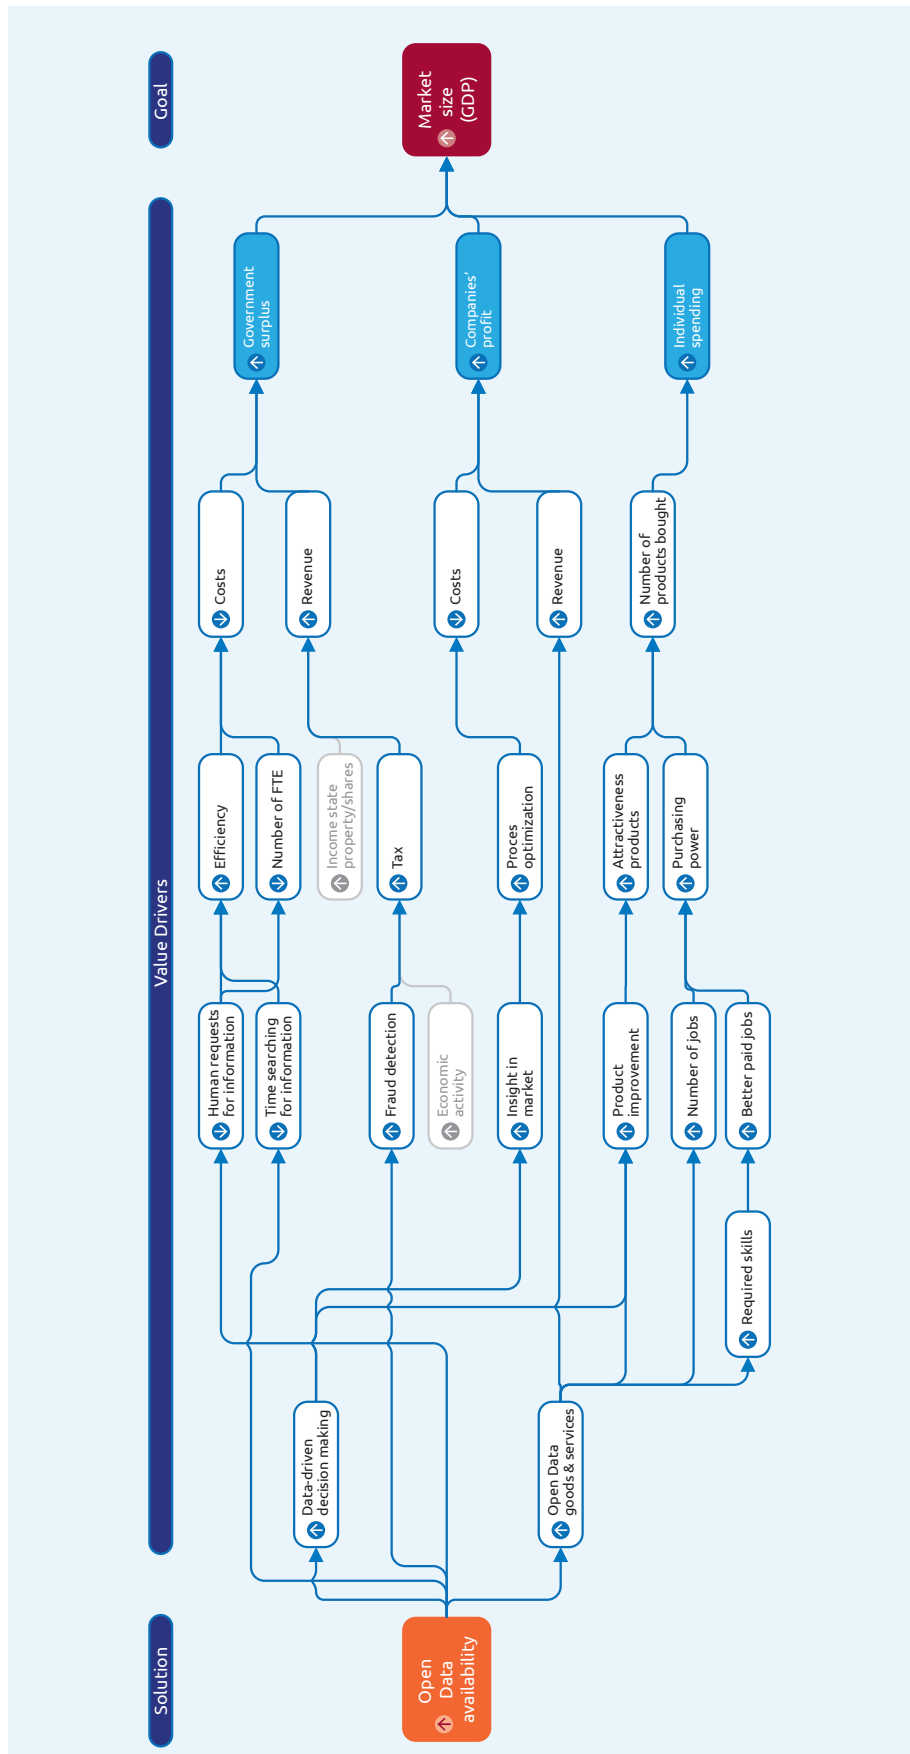 Solution
Value Drivers
Goal
Open
Data
availability
Data-driven
decision making
Open Data
goods & services
Required skills
Human requests
for information
Time searching
for information
Fraud detection
Economic
activity
Insight in
market
Product
improvement
Number of jobs
Better paid jobs
Efficiency
Number of FTE
Income state
property/shares
Tax
Proces
optimization
Attractiveness
products
Purchasing
power
Costs
Revenue
Costs
Revenue
Number of
products bought
Government
surplus
Companies’
profit
Individual
spending
Market
size
(GDP)